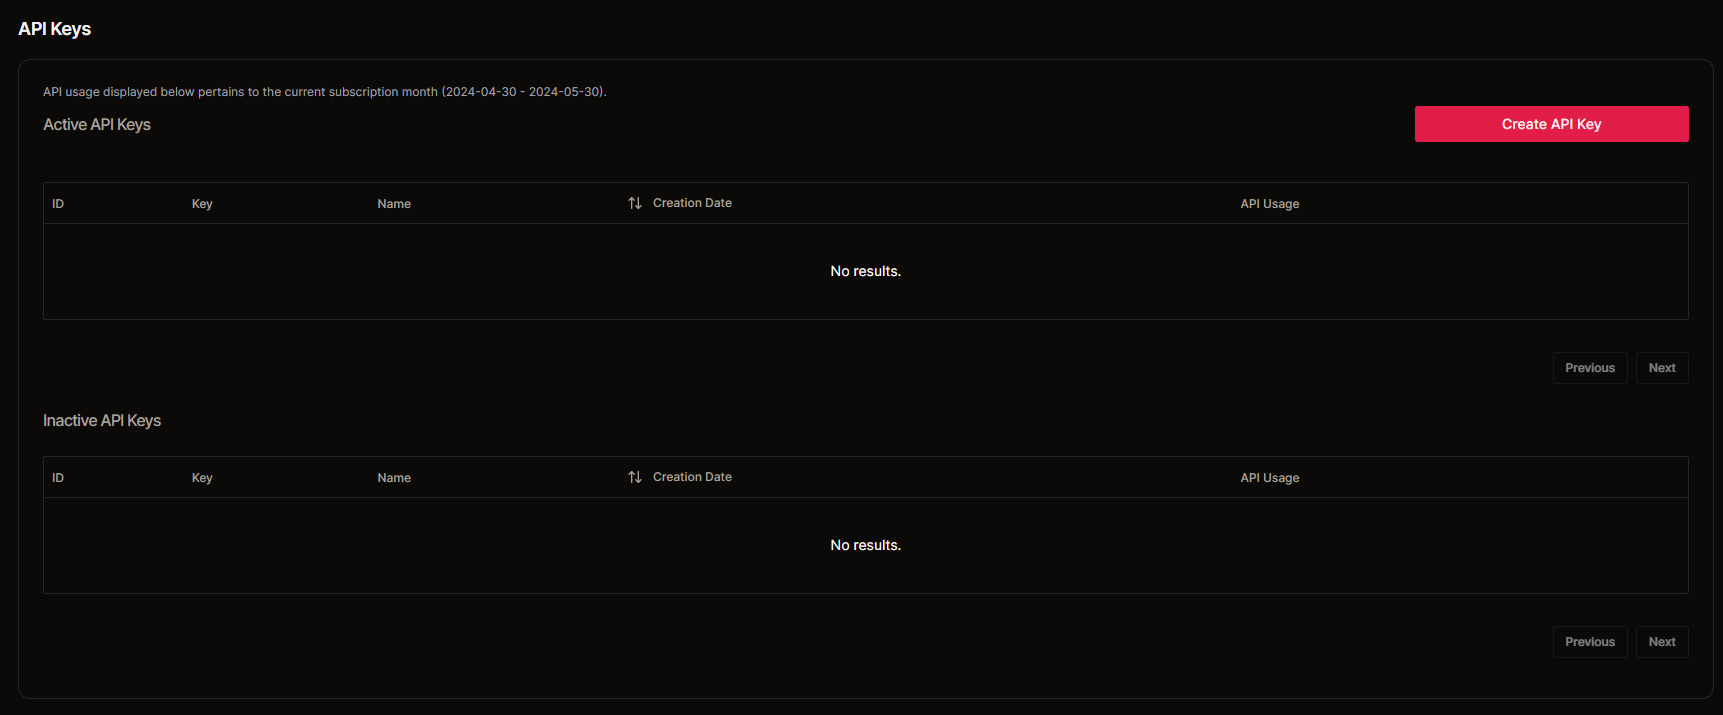 API Keys
API usage displayed below pertains to the current subscription month (2024-04-30 - 2024-05-30).
Active API Keys
Create API Key
ID Key Name Creation Date API Usage
No results.
Previous Next
Inactive API Keys
ID Key Name Creation Date API Usage
No results.
Previous Next